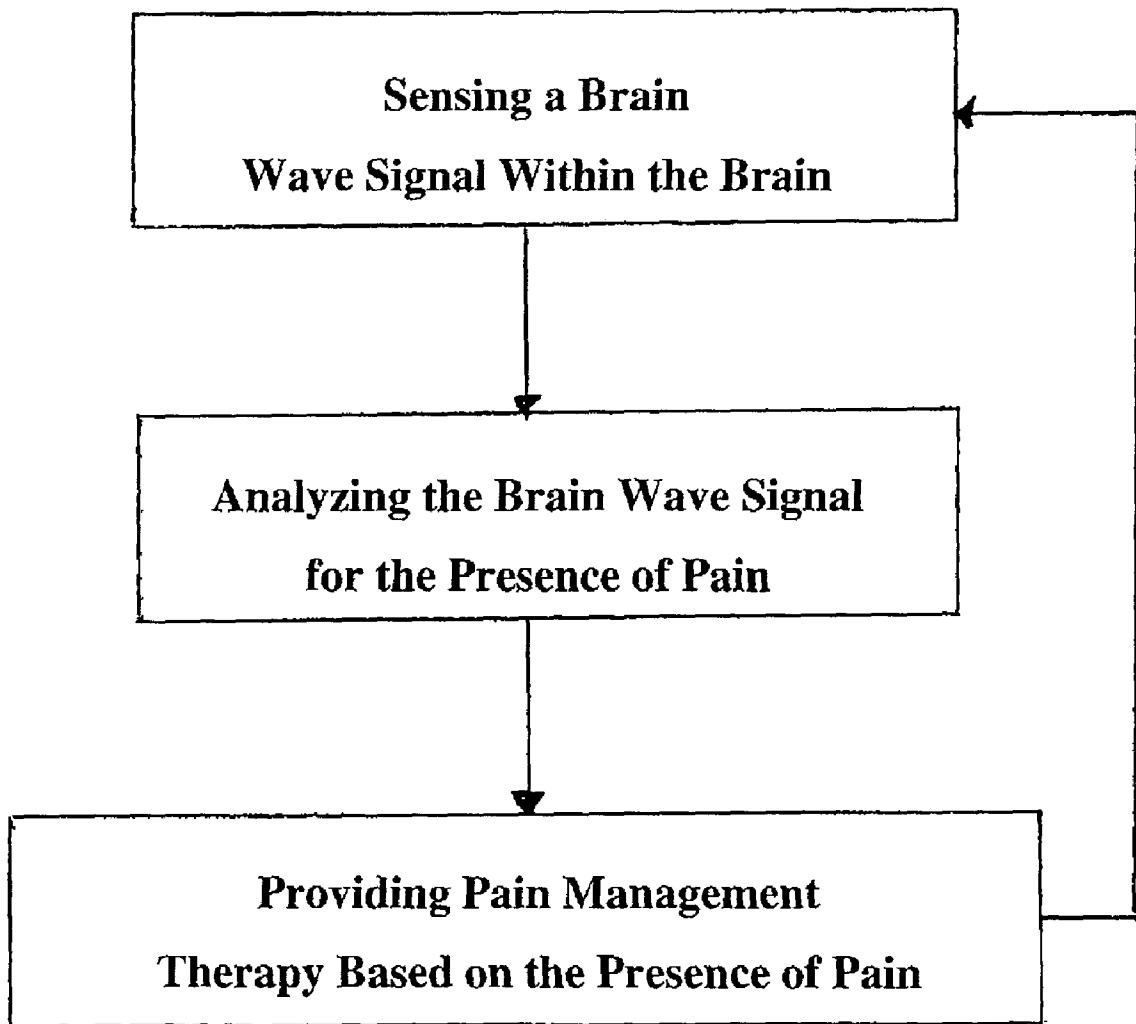 Sensing a Brain
Wave Signal Within the Brain
Analyzing the Brain Wave Signal
for the Presence of Pain
Providing Pain Management
Therapy Based on the Presence of Pain